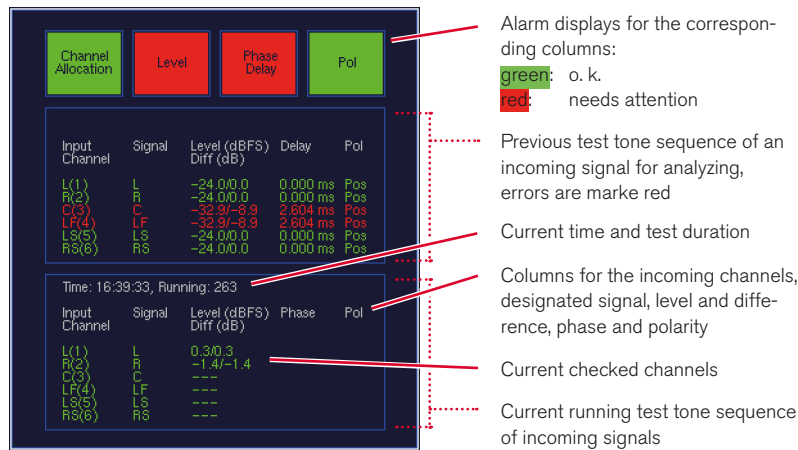 Channel Allocation
Level
Phase Delay
Pol
Input Channel Signal Level (dBFS) Diff (dB) Delay Pol
L(1) L -24.0/0.0 0.000 ms Pos
R(2) R -24.0/0.0 0.000 ms Pos
C(3) C -32.9/-8.9 2.604 ms Pos
LF(4) LF -32.9/-8.9 2.604 ms Pos
LS(5) LS -24.0/0.0 0.000 ms Pos
RS(6) RS -24.0/0.0 0.000 ms Pos
Time: 16:39:33, Running: 263
Input Channel Signal Level (dBFS) Diff (dB) Phase Pol
L(1) L 0.3/0.3
R(2) R -1.4/-1.4
C(3) C ---
LF(4) LF ---
LS(5) LS ---
RS(6) RS ---
Alarm displays for the correspon-
ding columns:
green: o. k.
red: needs attention
Previous test tone sequence of an
incoming signal for analyzing,
errors are marke red
Current time and test duration
Columns for the incoming channels,
designated signal, level and diffe-
rence, phase and polarity
Current checked channels
Current running test tone sequence
of incoming signals